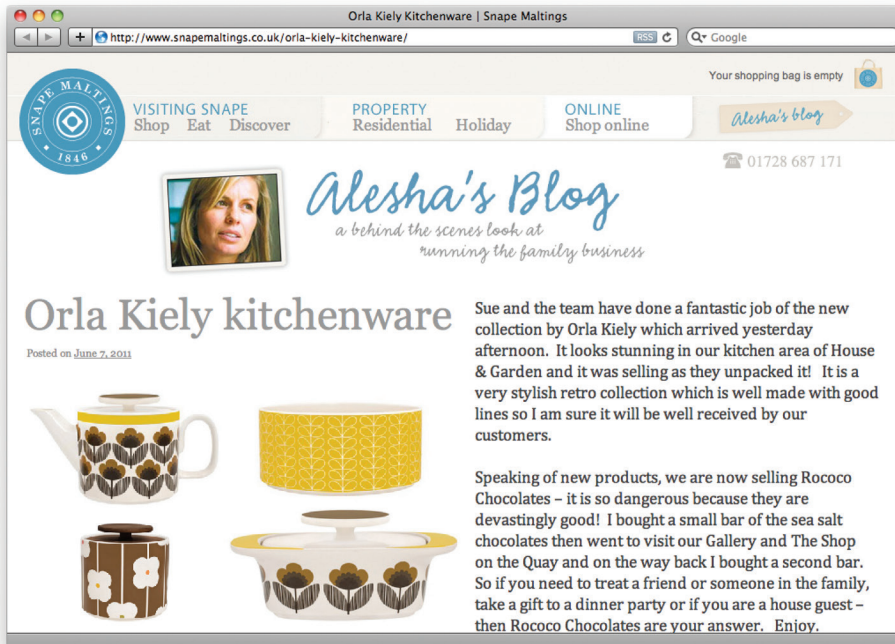 Orla Kiely Kitchenware | Snape Maltings
http://www.snapemaltings.co.uk/orla-kiely-kitchenware/
RSS
Google
Your shopping bag is empty
SNAPE MALTINGS
1846
VISITING SNAPE
Shop Eat Discover
PROPERTY
Residential Holiday
ONLINE
Shop online
Alesha's blog
01728 687 171
Alesha's Blog
a behind the scenes look at
running the family business
Orla Kiely kitchenware
Posted on June 7, 2011
Sue and the team have done a fantastic job of the new
collection by Orla Kiely which arrived yesterday
afternoon. It looks stunning in our kitchen area of House
& Garden and it was selling as they unpacked it! It is a
very stylish retro collection which is well made with good
lines so I am sure it will be well received by our
customers.
Speaking of new products, we are now selling Rococo
Chocolates – it is so dangerous because they are
devastingly good! I bought a small bar of the sea salt
chocolates then went to visit our Gallery and The Shop
on the Quay and on the way back I bought a second bar.
So if you need to treat a friend or someone in the family,
take a gift to a dinner party or if you are a house guest –
then Rococo Chocolates are your answer. Enjoy.